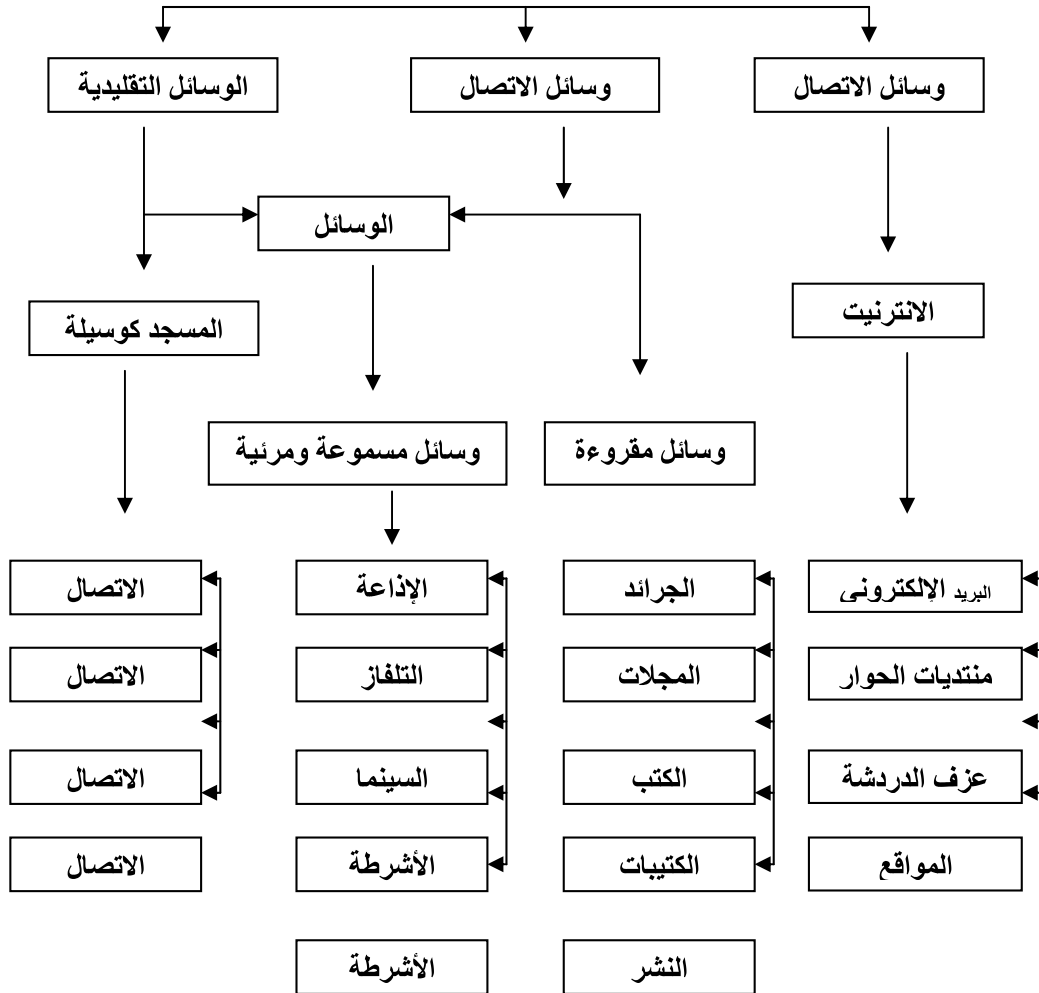 وسائل الاتصال
وسائل الاتصال
الوسائل التقليدية
الوسائل
الانترنيت
المسجد كوسيلة
وسائل مقروءة
وسائل مسموعة ومرئية
البريد الإلكتروني
الجرائد
الإذاعة
الاتصال
منتديات الحوار
المجلات
التلفاز
الاتصال
عزف الدردشة
الكتب
السينما
الاتصال
المواقع
الكتيبات
الأشرطة
الاتصال
النشر
الأشرطة